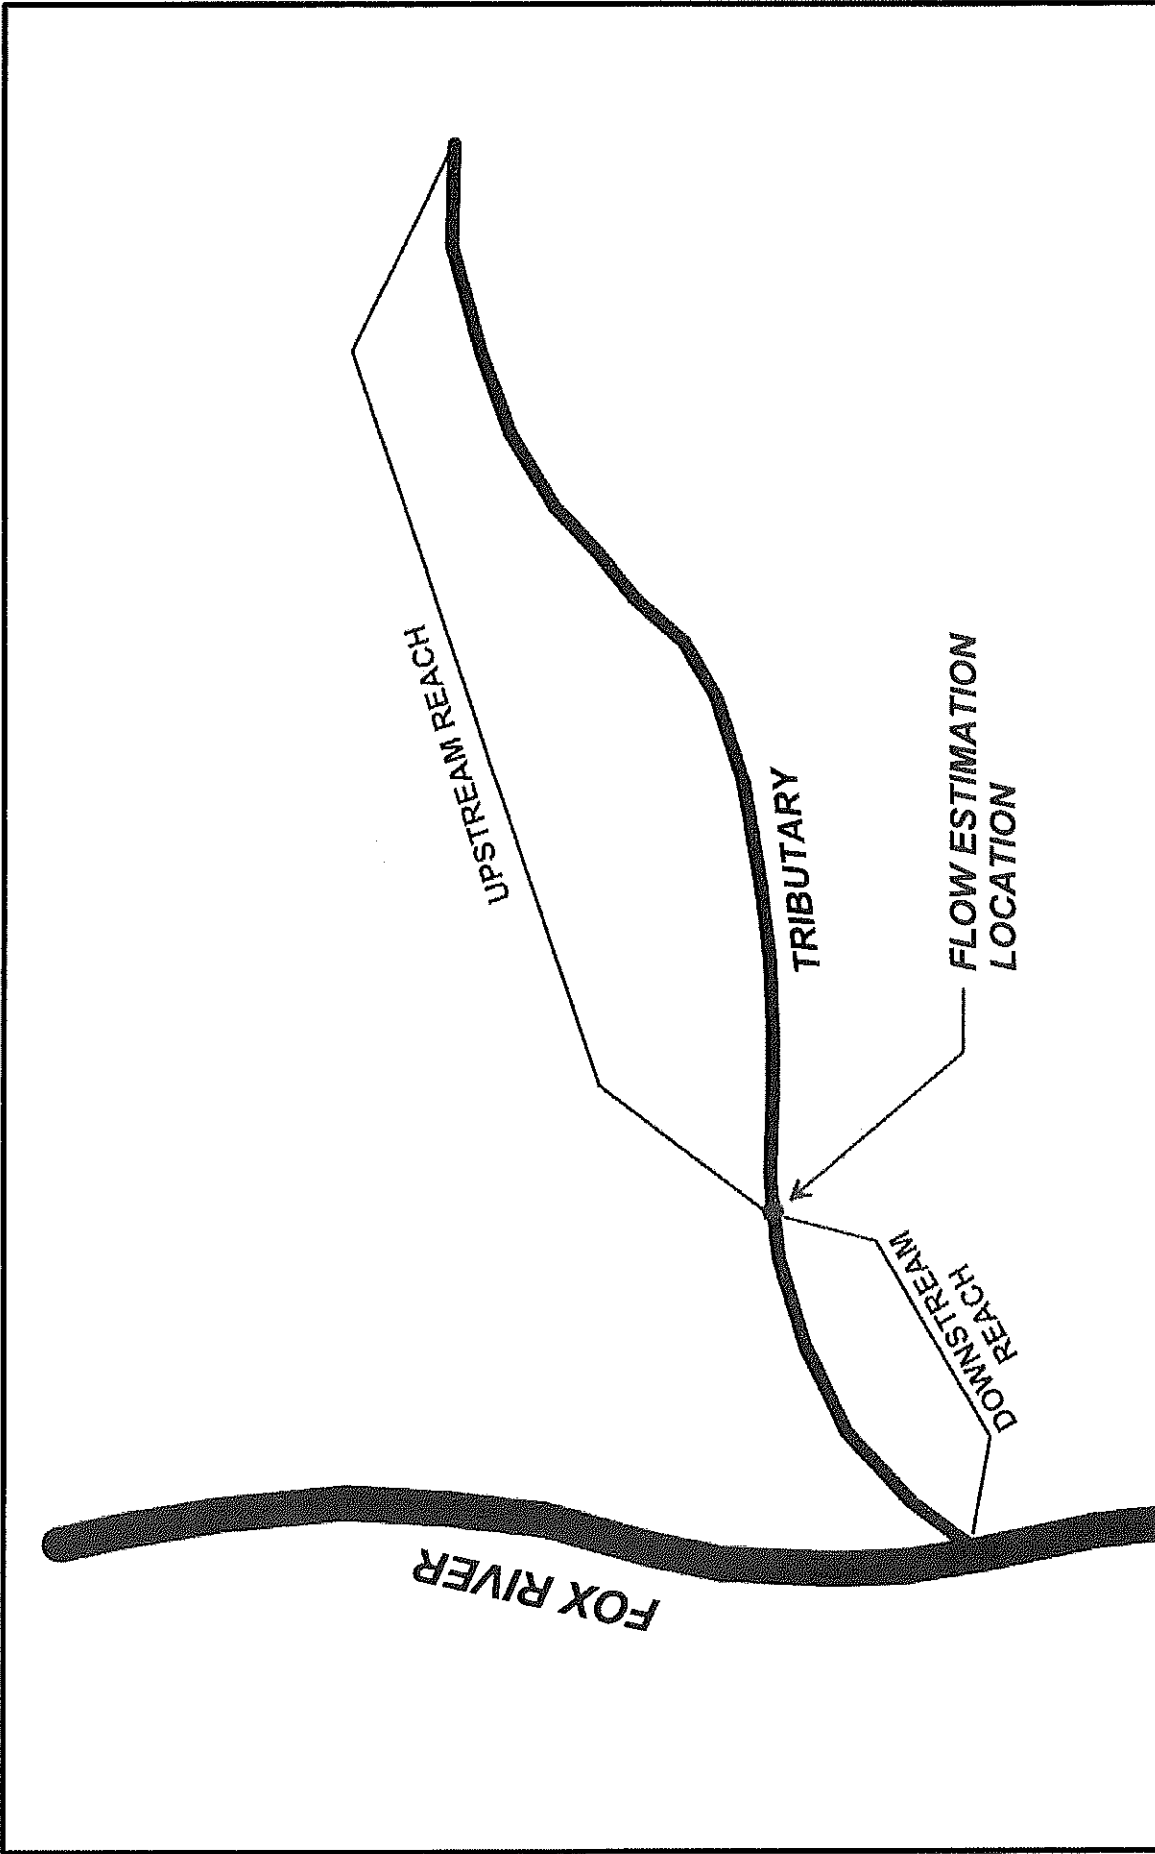 UPSTREAM REACH
TRIBUTARY
FLOW ESTIMATION
LOCATION
DOWNSTREAM
REACH
FOX RIVER